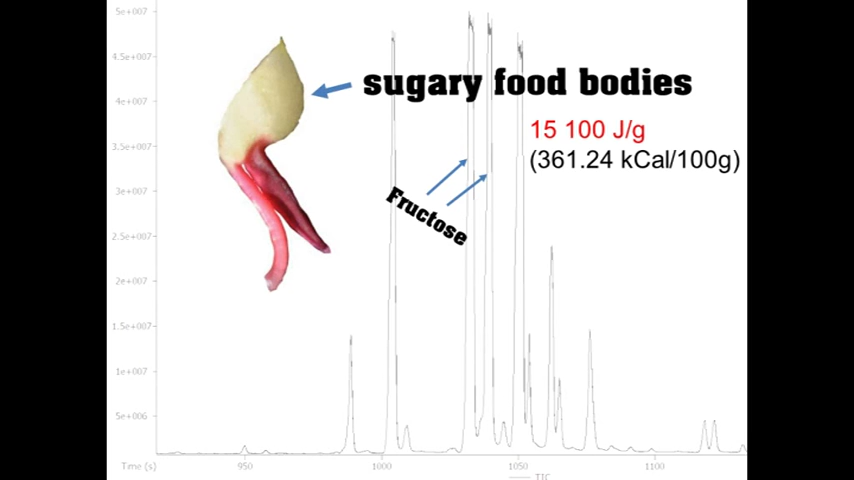 5e+007
4.5e+007
4e+007
3.5e+007
3e+007
2.5e+007
2e+007
1.5e+007
1e+007
5e+006
sugary food bodies
15 100 J/g
(361.24 kCal/100g)
Fructose
Time (s)
950
1000
1050
1100
TIC